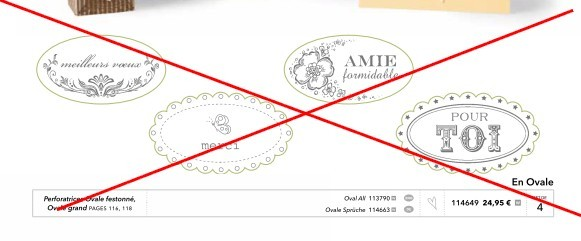 meilleurs vœux
AMIE
formidable
merci
POUR
TOI
En Ovale
Perforatrices Ovale festonné,
Ovale grand PAGES 116, 118
Oval All 113790
Ovale Sprüche 114663
114649 24,95 €
4